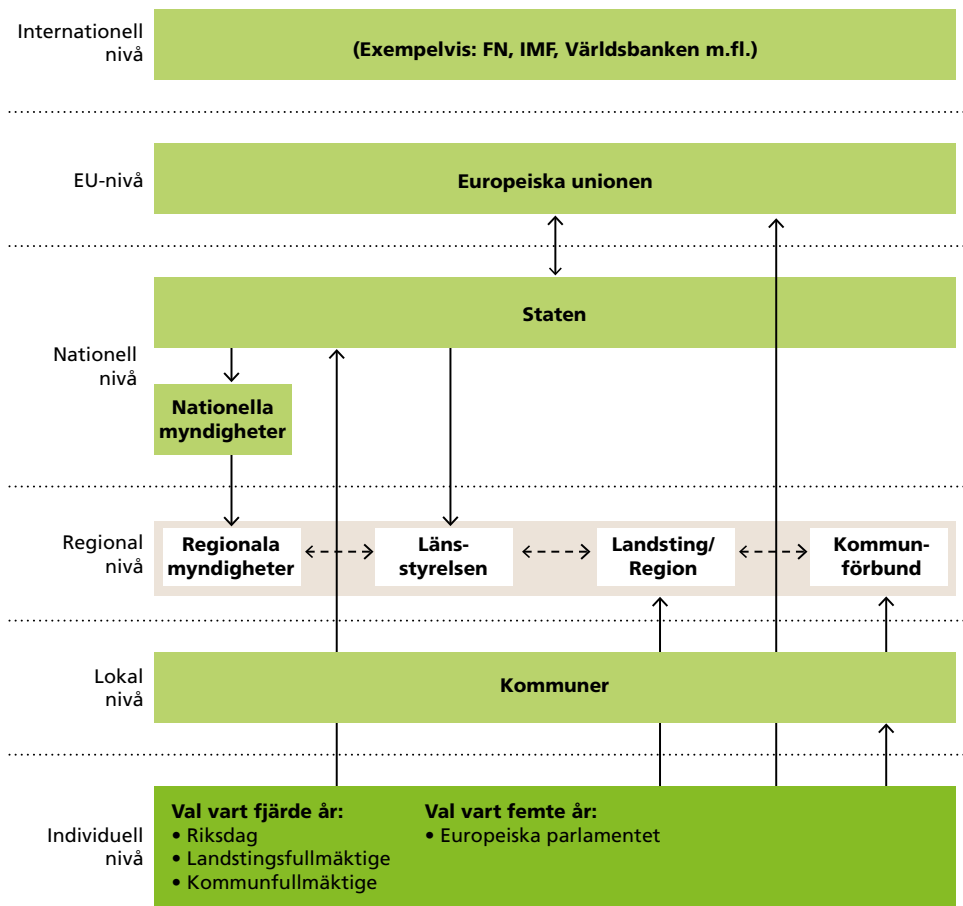 Internationell
nivå
(Exempelvis: FN, IMF, Världsbanken m.fl.)
EU-nivå
Europeiska unionen
Staten
Nationell
nivå
Nationella
myndigheter
Regional
nivå
Regionala
myndigheter
Läns-
styrelsen
Landsting/
Region
Kommun-
förbund
Lokal
nivå
Kommuner
Individuell
nivå
Val vart fjärde år:
• Riksdag
• Landstingsfullmäktige
• Kommunfullmäktige
Val vart femte år:
• Europeiska parlamentet